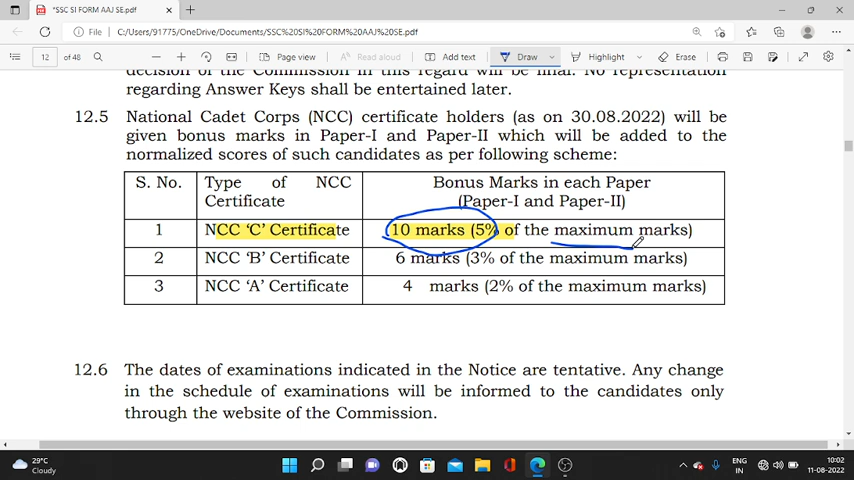 *SSC SI FORM AAJ SE.pdf
File
C:/Users/91775/OneDrive/Documents/SSC%20SI%20FORM%20AAJ%20SE.pdf
12 of 48
Page view
Read aloud
Add text
Draw
Highlight
Erase
decision of the Commission in this regard will be final. No representation
regarding Answer Keys shall be entertained later.
12.5 National Cadet Corps (NCC) certificate holders (as on 30.08.2022) will be
given bonus marks in Paper-I and Paper-II which will be added to the
normalized scores of such candidates as per following scheme:
S. No. Type of NCC Certificate Bonus Marks in each Paper
(Paper-I and Paper-II)
1 NCC 'C' Certificate 10 marks (5% of the maximum marks)
2 NCC 'B' Certificate 6 marks (3% of the maximum marks)
3 NCC 'A' Certificate 4 marks (2% of the maximum marks)
12.6 The dates of examinations indicated in the Notice are tentative. Any change
in the schedule of examinations will be informed to the candidates only
through the website of the Commission.
29°C
Cloudy
ENG
IN
10:02
11-08-2022